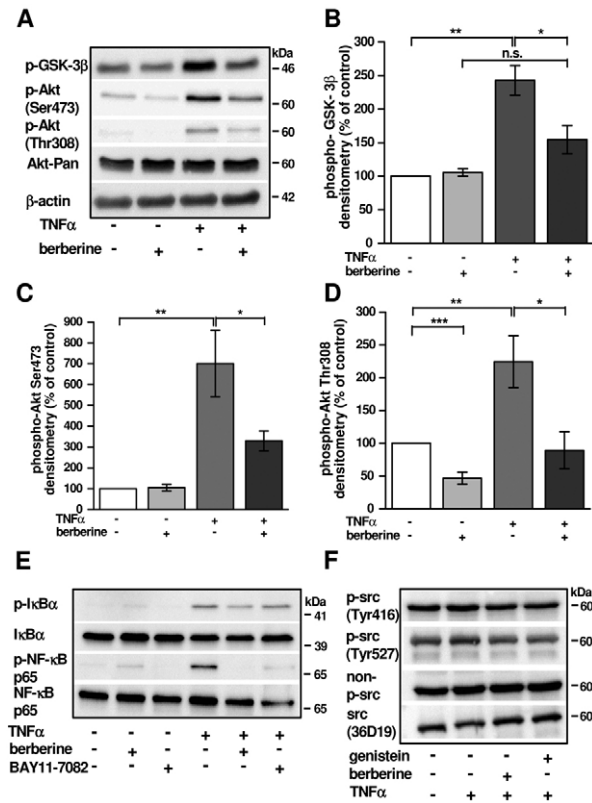 A
kDa
p-GSK-3β
46
p-Akt
(Ser473)
60
p-Akt
(Thr308)
60
Akt-Pan
60
β-actin
42
TNFα - - + +
berberine - + - +
B
phospho- GSK- 3β
densitometry (% of control)
300
250
200
150
100
50
0
** *
n.s.
TNFα - - + +
berberine - + - +
C
phospho-Akt Ser473
densitometry (% of control)
900
800
700
600
500
400
300
200
100
0
** *
TNFα - - + +
berberine - + - +
D
phospho-Akt Thr308
densitometry (% of control)
300
250
200
150
100
50
0
** *
***
TNFα - - + +
berberine - + - +
E
kDa
p-IκBα
41
IκBα
39
p-NF-κB
p65
65
NF-κB
p65
65
TNFα - - - + + +
berberine - + - - + -
BAY11-7082 - - + - - +
F
kDa
p-src
(Tyr416)
60
p-src
(Tyr527)
60
non-
p-src
60
src
(36D19)
60
genistein - - - +
berberine - - + -
TNFα - + + +